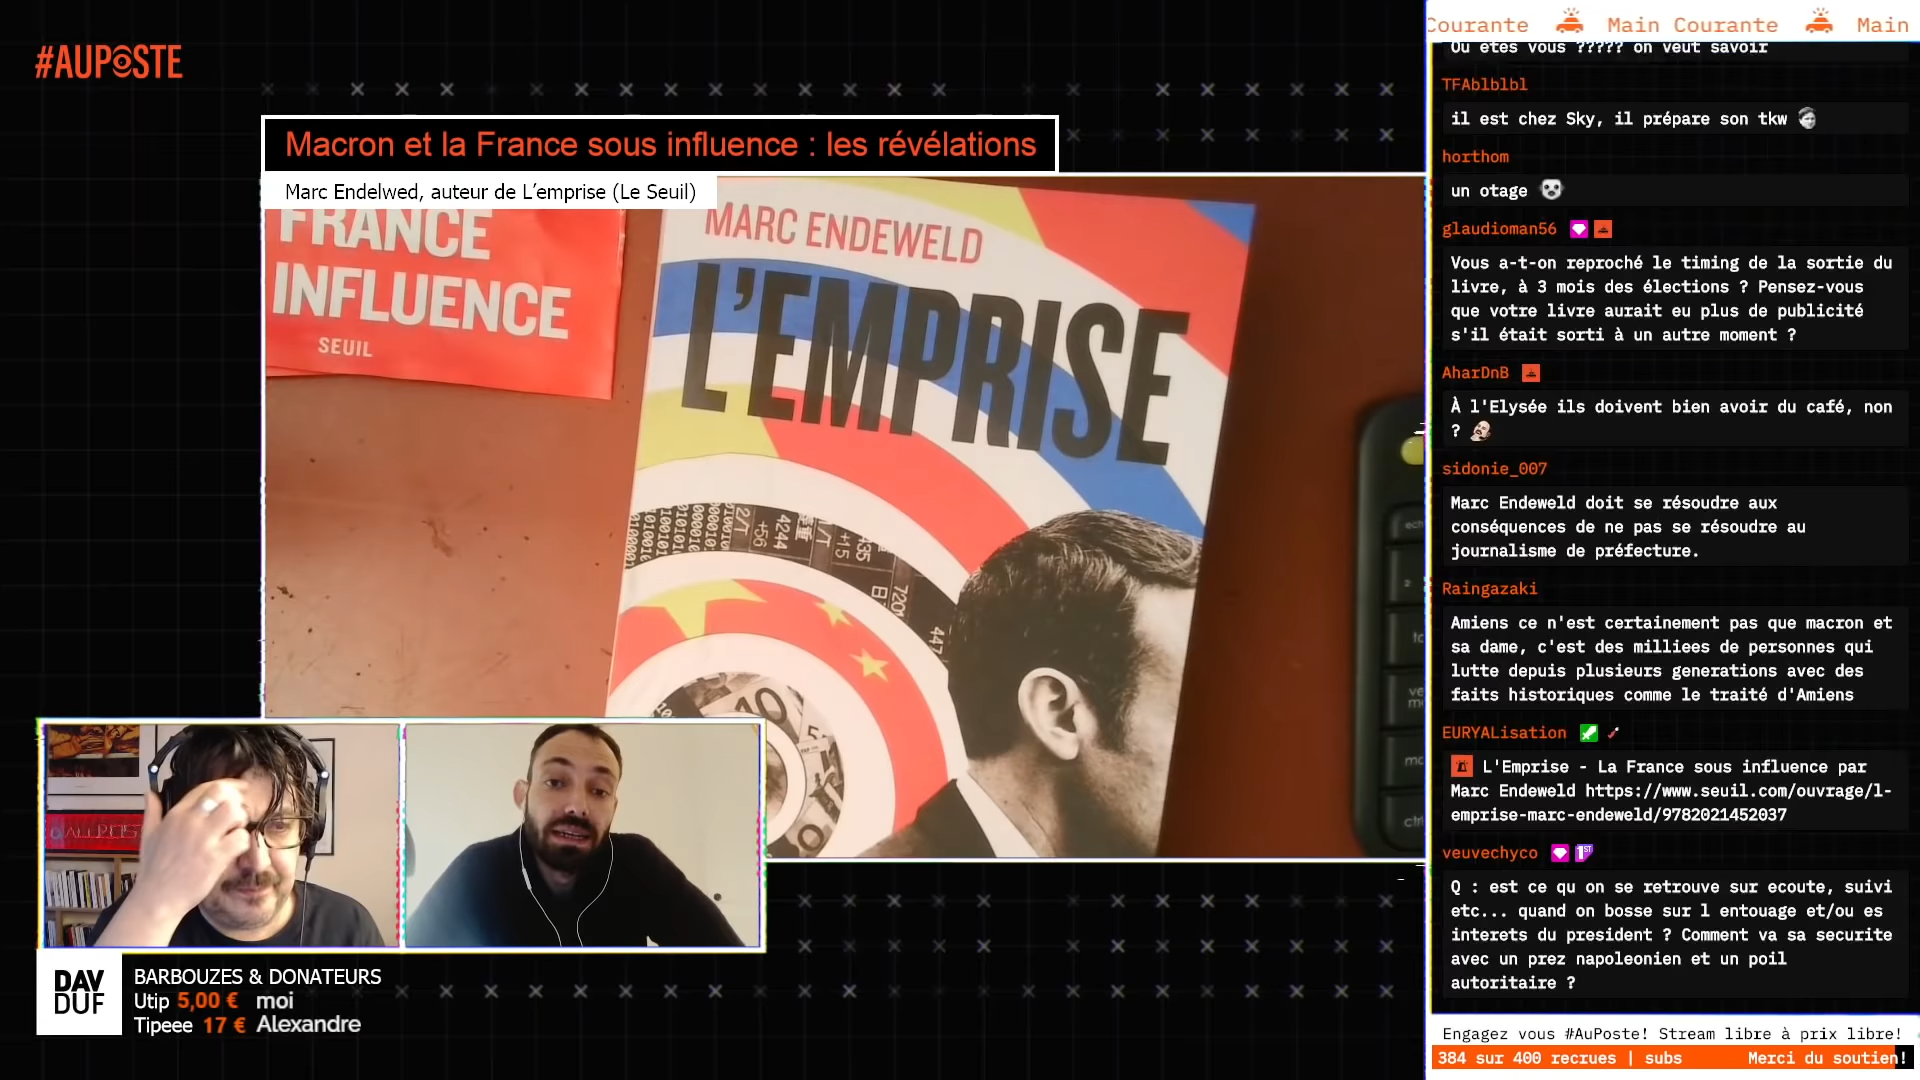 #AUPOSTE
Macron et la France sous influence : les révélations
Marc Endelwed, auteur de L’emprise (Le Seuil)
FRANCE
INFLUENCE
SEUIL
MARC ENDEWELD
L’EMPRISE
DAV
DUF
BARBOUZES & DONATEURS
Utip 5,00 € moi
Tipeee 17 € Alexandre
Courante Main Courante Main
Ou etes vous ????? on veut savoir
TFAblblbl
il est chez Sky, il prépare son tkw
horthom
un otage
glaudioman56
Vous a-t-on reproché le timing de la sortie du
livre, à 3 mois des élections ? Pensez-vous
que votre livre aurait eu plus de publicité
s'il était sorti à un autre moment ?
AharDnB
À l'Elysée ils doivent bien avoir du café, non
?
sidonie_007
Marc Endeweld doit se résoudre aux
conséquences de ne pas se résoudre au
journalisme de préfecture.
Raingazaki
Amiens ce n'est certainement pas que macron et
sa dame, c'est des milliees de personnes qui
lutte depuis plusieurs generations avec des
faits historiques comme le traité d'Amiens
EURYALisation
L'Emprise - La France sous influence par
Marc Endeweld https://www.seuil.com/ouvrage/l-
emprise-marc-endeweld/9782021452037
veuvechyco 1ST
Q : est ce qu on se retrouve sur ecoute, suivi
etc... quand on bosse sur l entouage et/ou es
interets du president ? Comment va sa securite
avec un prez napoleonien et un poil
autoritaire ?
Engagez vous #AuPoste! Stream libre à prix libre!
384 sur 400 recrues | subs Merci du soutien!